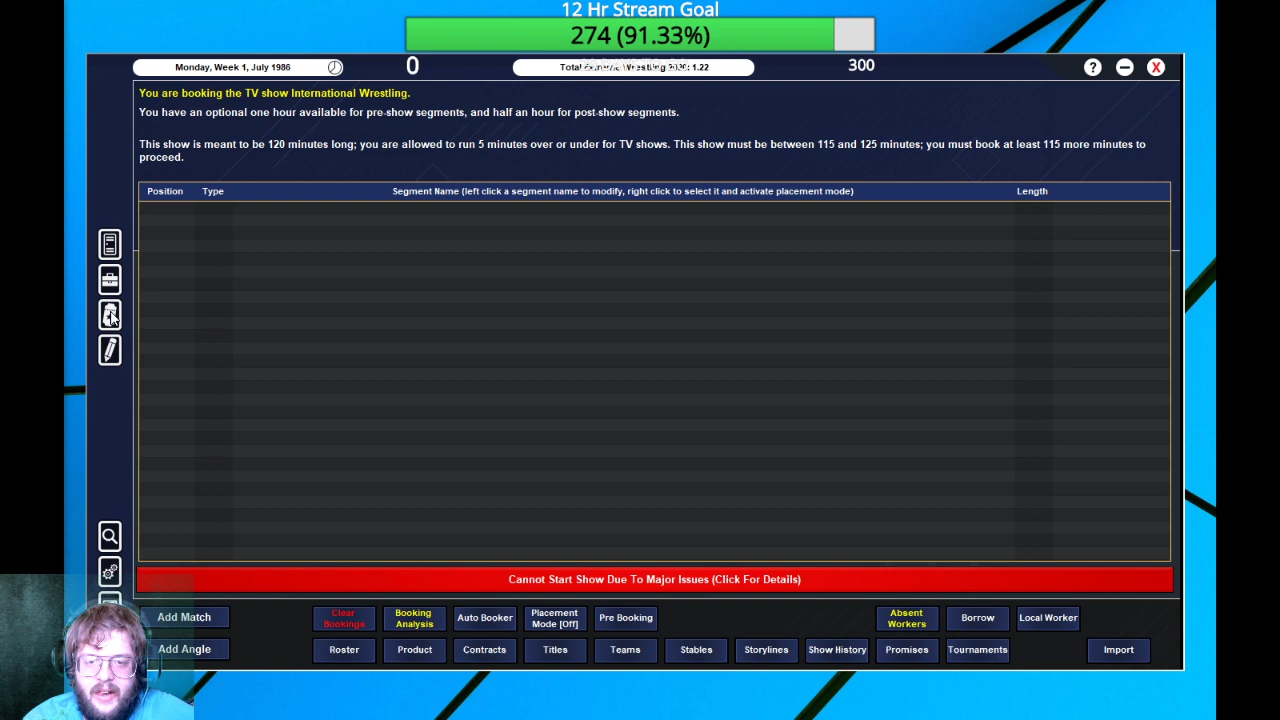 12 Hr Stream Goal
274 (91.33%)
Monday, Week 1, July 1986
0
300
You are booking the TV show International Wrestling.
You have an optional one hour available for pre-show segments, and half an hour for post-show segments.
This show is meant to be 120 minutes long; you are allowed to run 5 minutes over or under for TV shows. This show must be between 115 and 125 minutes; you must book at least 115 more minutes to
proceed.
Position Type Segment Name (left click a segment name to modify, right click to select it and activate placement mode) Length
Cannot Start Show Due To Major Issues (Click For Details)
Add Match
Clear
Bookings
Booking
Analysis
Auto Booker
Placement
Mode [Off]
Pre Booking
Absent
Workers
Borrow
Local Worker
Add Angle
Roster
Product
Contracts
Titles
Teams
Stables
Storylines
Show History
Promises
Tournaments
Import